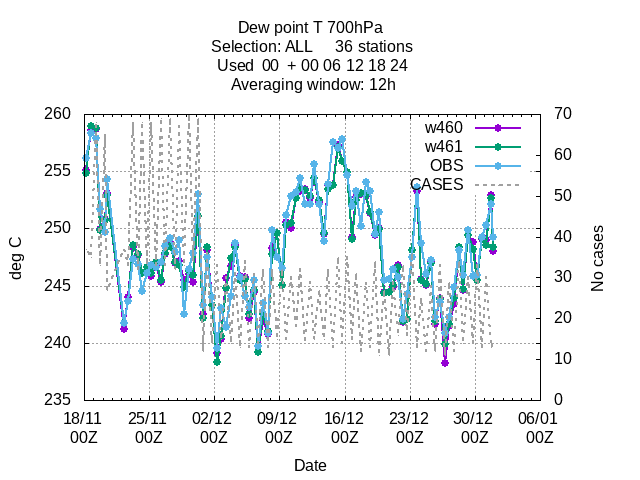 Dew point T 700hPa
Selection: ALL 36 stations
Used 00 + 00 06 12 18 24
Averaging window: 12h
w460
w461
OBS
CASES
260
255
250
245
240
235
deg C
70
60
50
40
30
20
10
0
No cases
18/11 25/11 02/12 09/12 16/12 23/12 30/12 06/01
00Z 00Z 00Z 00Z 00Z 00Z 00Z 00Z
Date